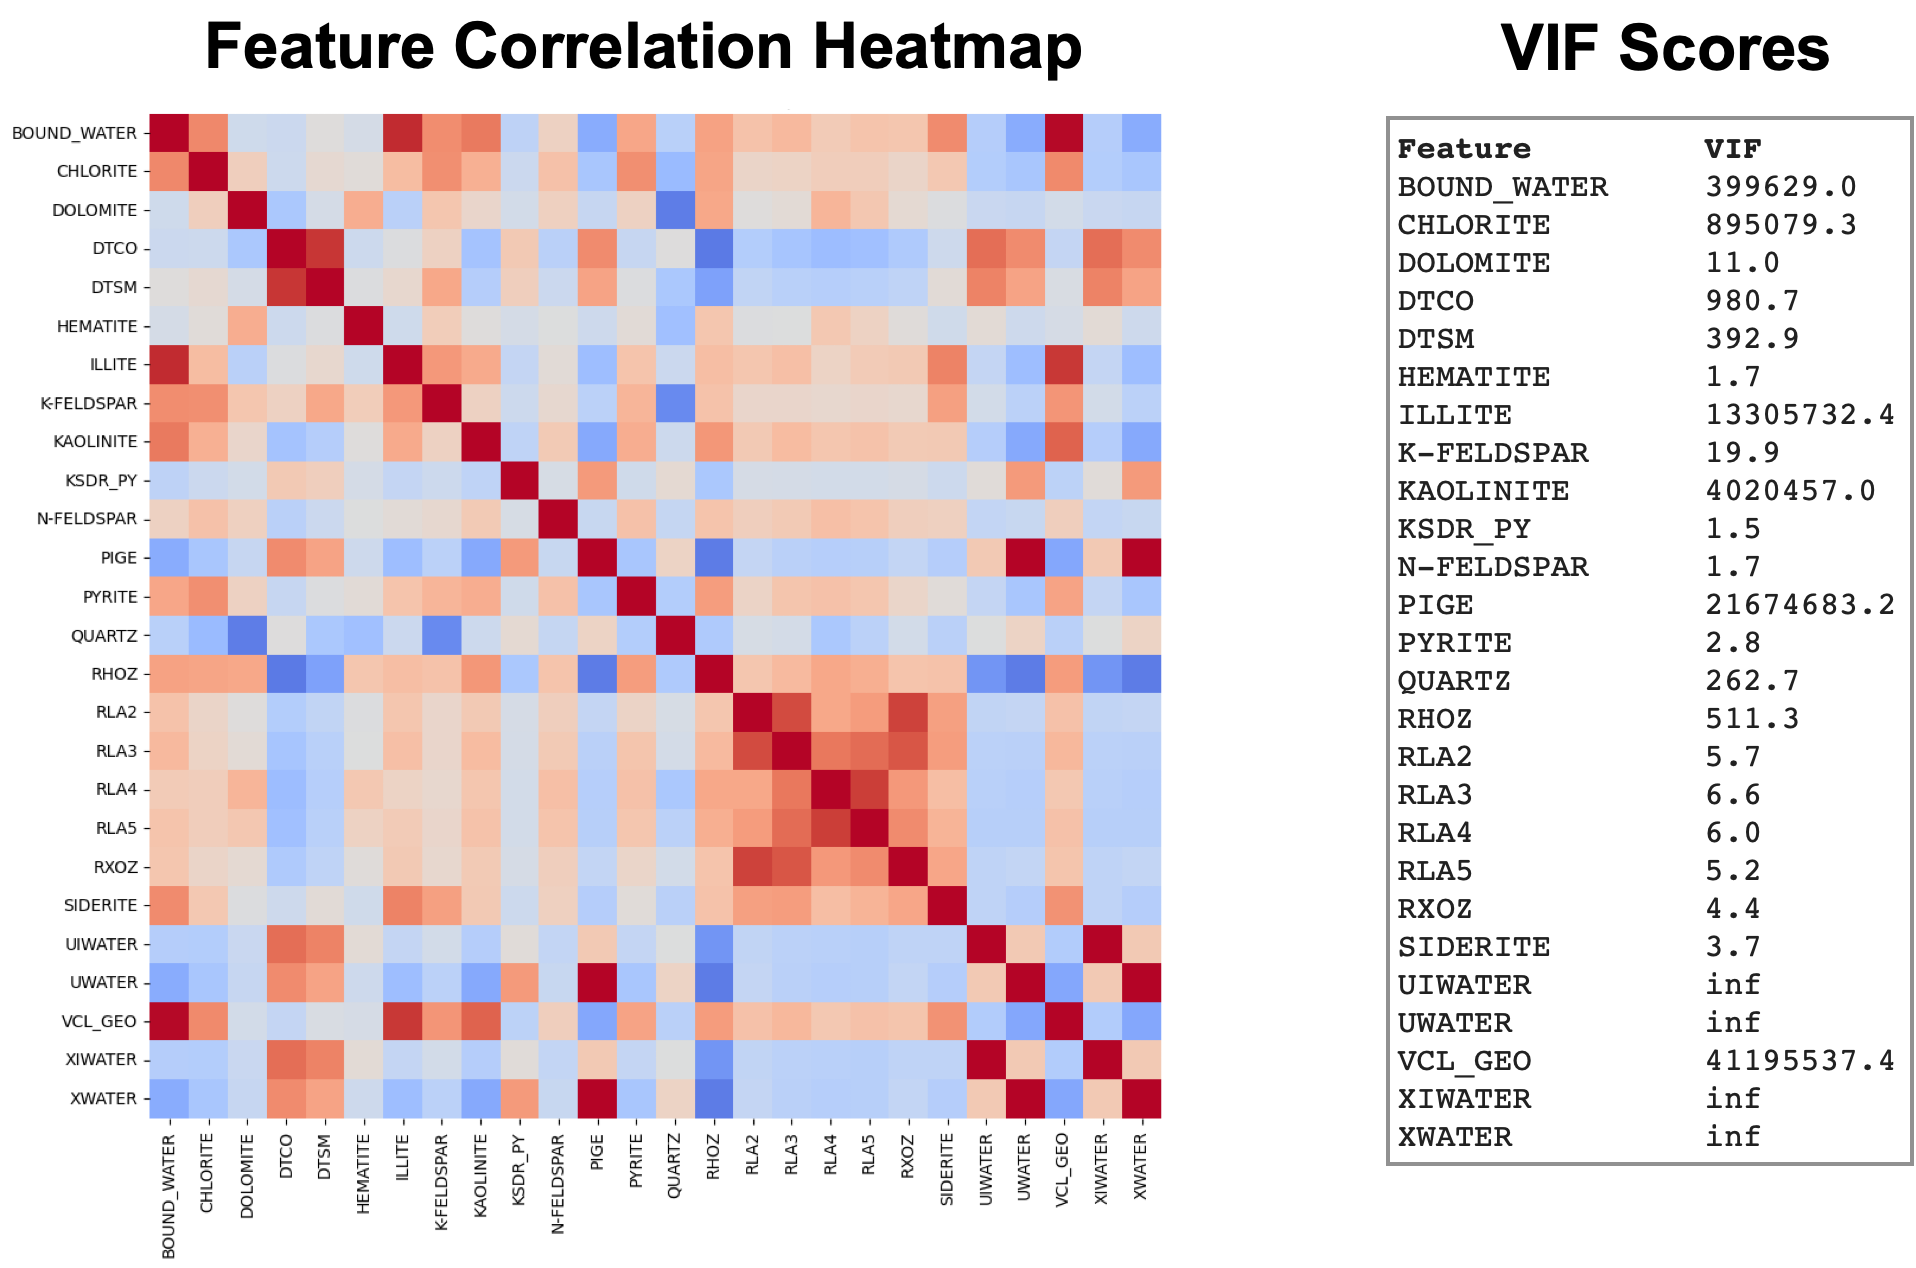 Feature Correlation Heatmap
BOUND_WATER
CHLORITE
DOLOMITE
DTCO
DTSM
HEMATITE
ILLITE
K-FELDSPAR
KAOLINITE
KSDR_PY
N-FELDSPAR
PIGE
PYRITE
QUARTZ
RHOZ
RLA2
RLA3
RLA4
RLA5
RXOZ
SIDERITE
UIWATER
UWATER
VCL_GEO
XIWATER
XWATER
BOUND_WATER
CHLORITE
DOLOMITE
DTCO
DTSM
HEMATITE
ILLITE
K-FELDSPAR
KAOLINITE
KSDR_PY
N-FELDSPAR
PIGE
PYRITE
QUARTZ
RHOZ
RLA2
RLA3
RLA4
RLA5
RXOZ
SIDERITE
UIWATER
UWATER
VCL_GEO
XIWATER
XWATER
VIF Scores
Feature VIF
BOUND_WATER 399629.0
CHLORITE 895079.3
DOLOMITE 11.0
DTCO 980.7
DTSM 392.9
HEMATITE 1.7
ILLITE 13305732.4
K-FELDSPAR 19.9
KAOLINITE 4020457.0
KSDR_PY 1.5
N-FELDSPAR 1.7
PIGE 21674683.2
PYRITE 2.8
QUARTZ 262.7
RHOZ 511.3
RLA2 5.7
RLA3 6.6
RLA4 6.0
RLA5 5.2
RXOZ 4.4
SIDERITE 3.7
UIWATER inf
UWATER inf
VCL_GEO 41195537.4
XIWATER inf
XWATER inf